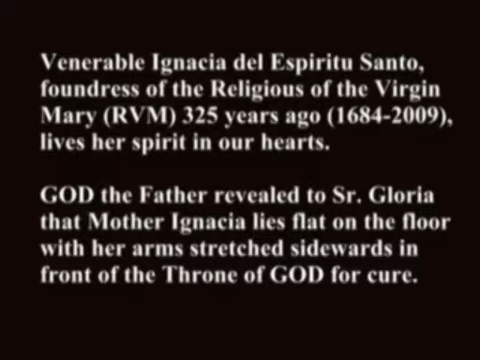 Venerable Ignacia del Espiritu Santo,
foundress of the Religious of the Virgin
Mary (RVM) 325 years ago (1684-2009),
lives her spirit in our hearts.
GOD the Father revealed to Sr. Gloria
that Mother Ignacia lies flat on the floor
with her arms stretched sidewards in
front of the Throne of GOD for cure.